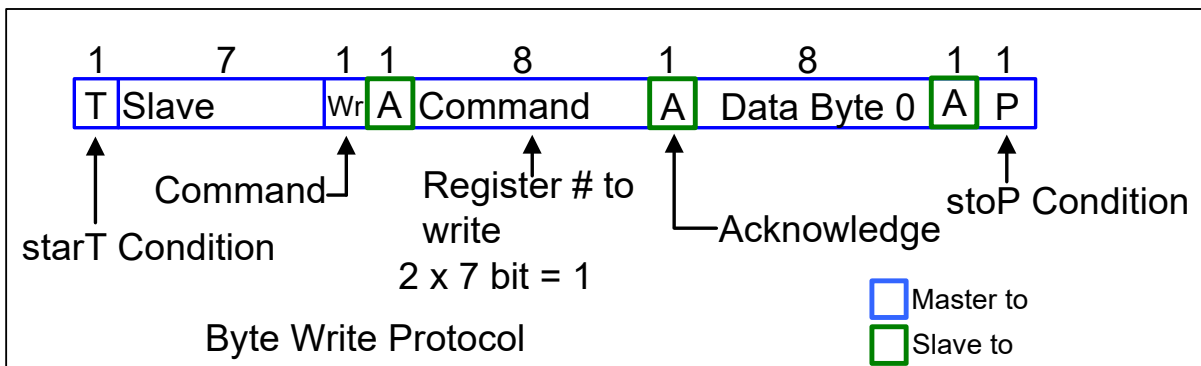 1 7 1 1 8 1 8 1 1
T Slave Wr A Command A Data Byte 0 A P
Command
Register # to
write
2 x 7 bit = 1
starT Condition
Acknowledge
stoP Condition
Byte Write Protocol
Master to
Slave to